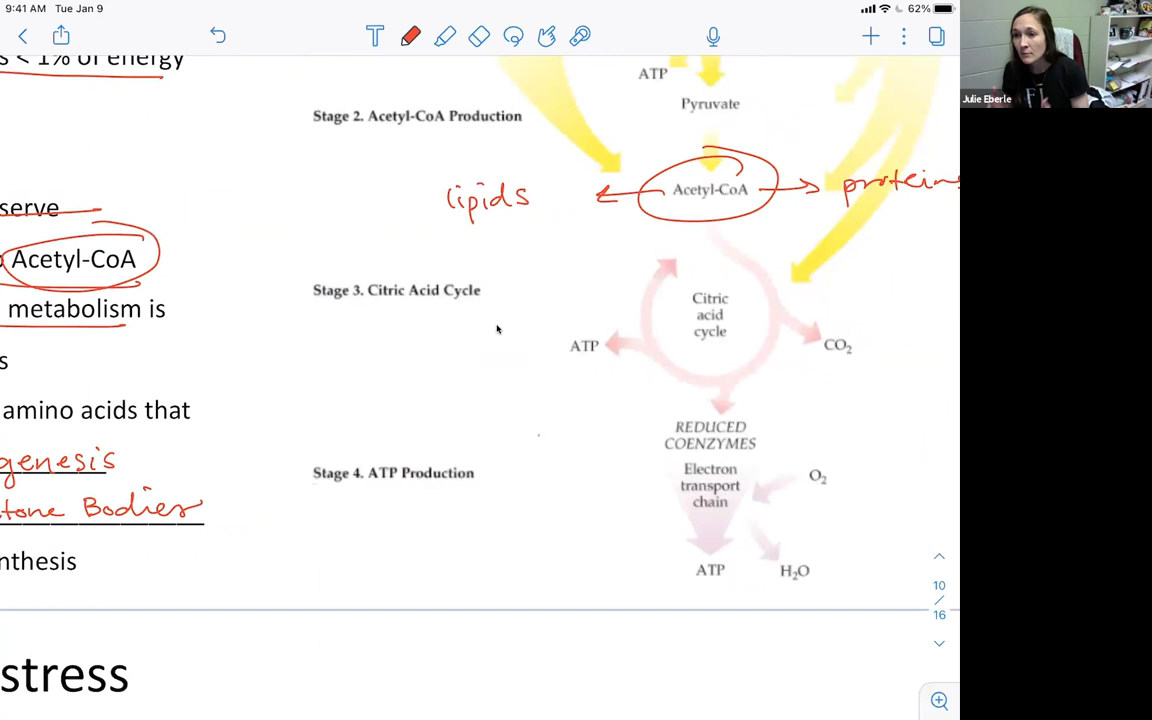 9:41 AM Tue Jan 9
62%
Julie Eberle
s < 1% of energy
serve
Acetyl-CoA
metabolism is
s
amino acids that
genesis
tone Bodies
nthesis
stress
ATP
Pyruvate
Stage 2. Acetyl-CoA Production
lipids
Acetyl-CoA
proteins
Stage 3. Citric Acid Cycle
Citric
acid
cycle
ATP
CO₂
REDUCED
COENZYMES
Stage 4. ATP Production
Electron
transport
chain
O₂
ATP
H₂O
10
/
16